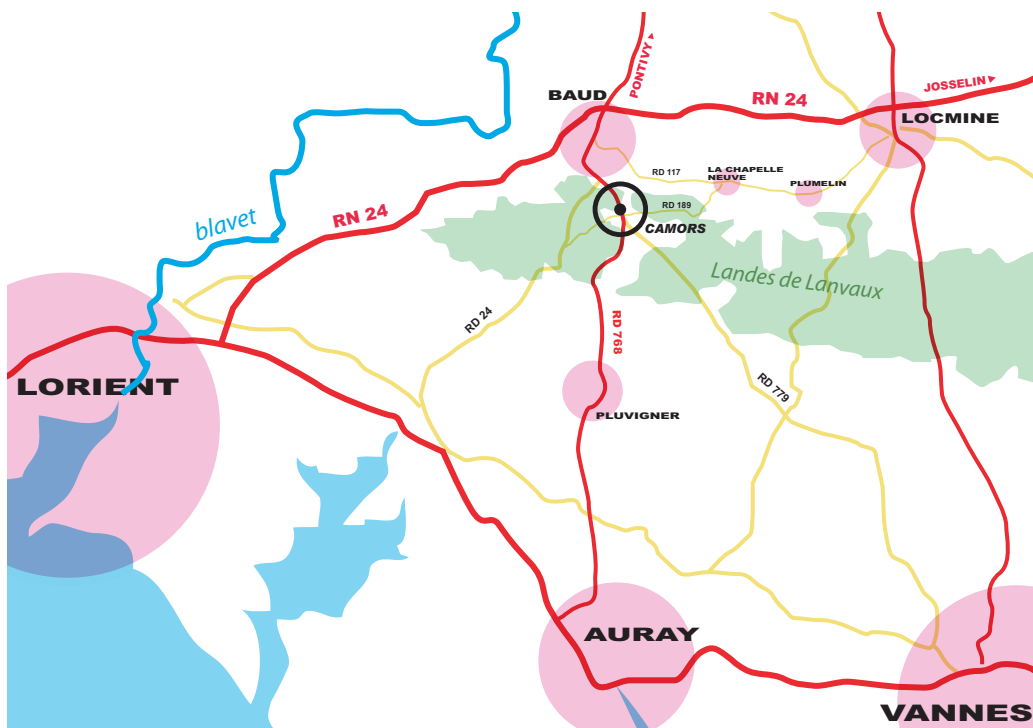 PONTIVY
JOSSELIN
BAUD
RN 24
LOCMINE
RD 117
LA CHAPELLE
NEUVE
PLUMELIN
RD 189
RN 24
blavet
CAMORS
Landes de Lanvaux
RD 24
RD 768
LORIENT
RD 779
PLUVIGNER
AURAY
VANNES